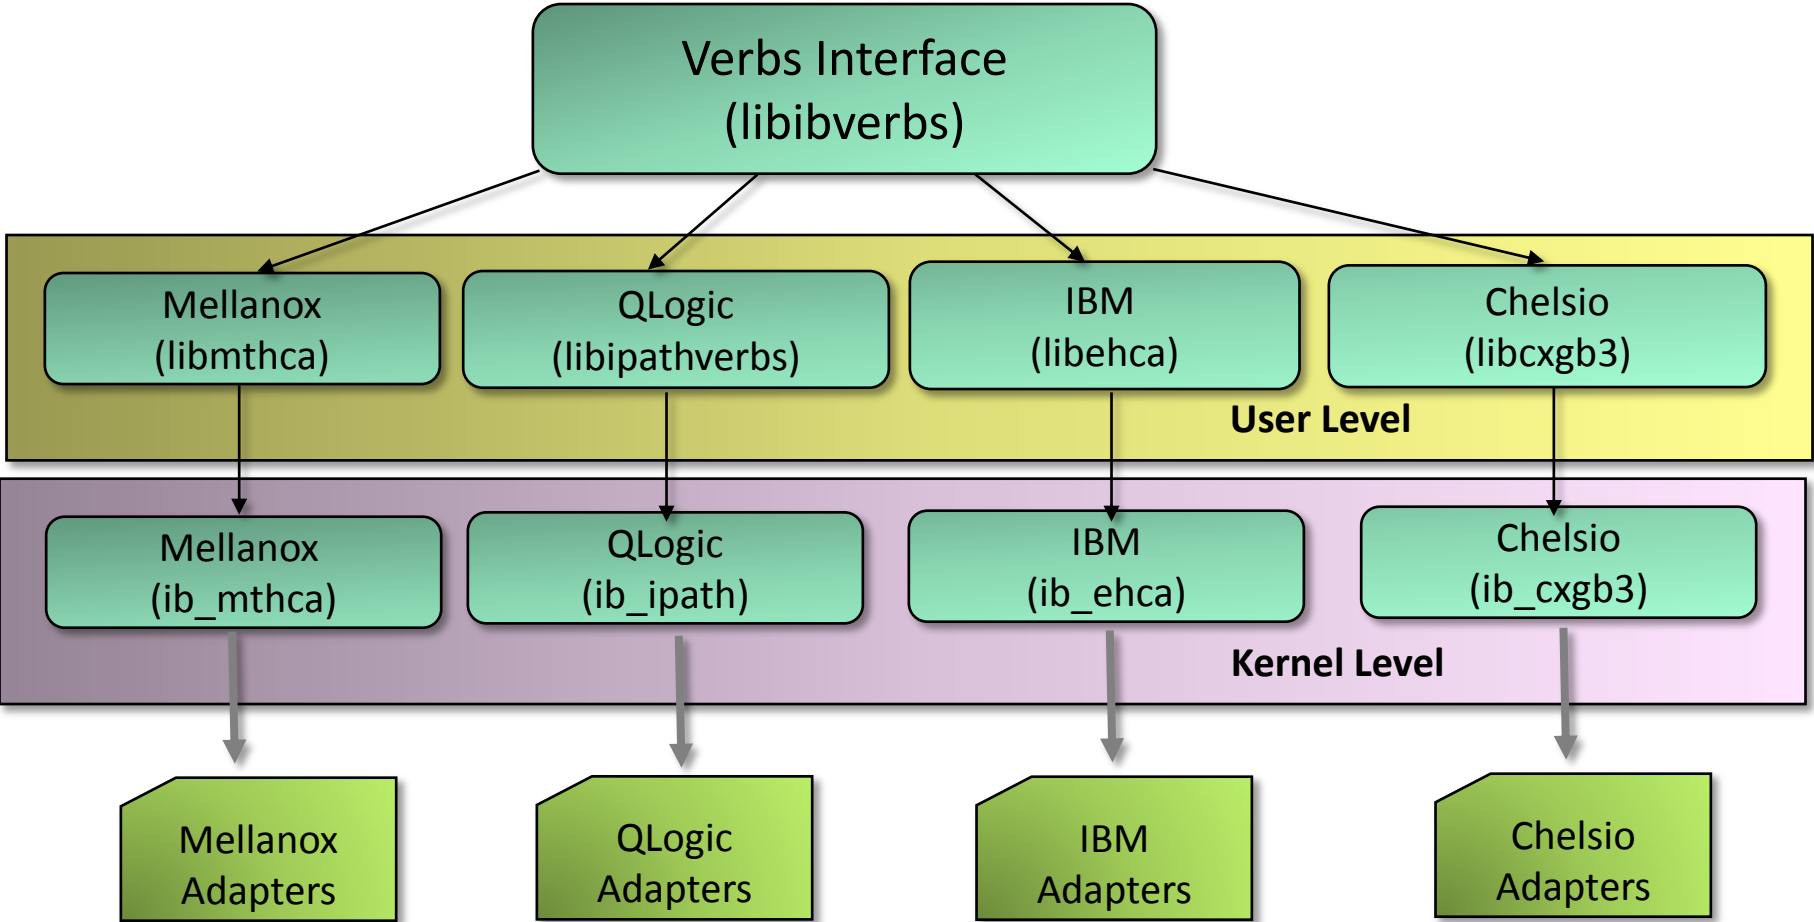 Verbs Interface
(libibverbs)
Mellanox
(libmthca)
QLogic
(libipathverbs)
IBM
(libehca)
Chelsio
(libcxgb3)
User Level
Mellanox
(ib_mthca)
QLogic
(ib_ipath)
IBM
(ib_ehca)
Chelsio
(ib_cxgb3)
Kernel Level
Mellanox
Adapters
QLogic
Adapters
IBM
Adapters
Chelsio
Adapters